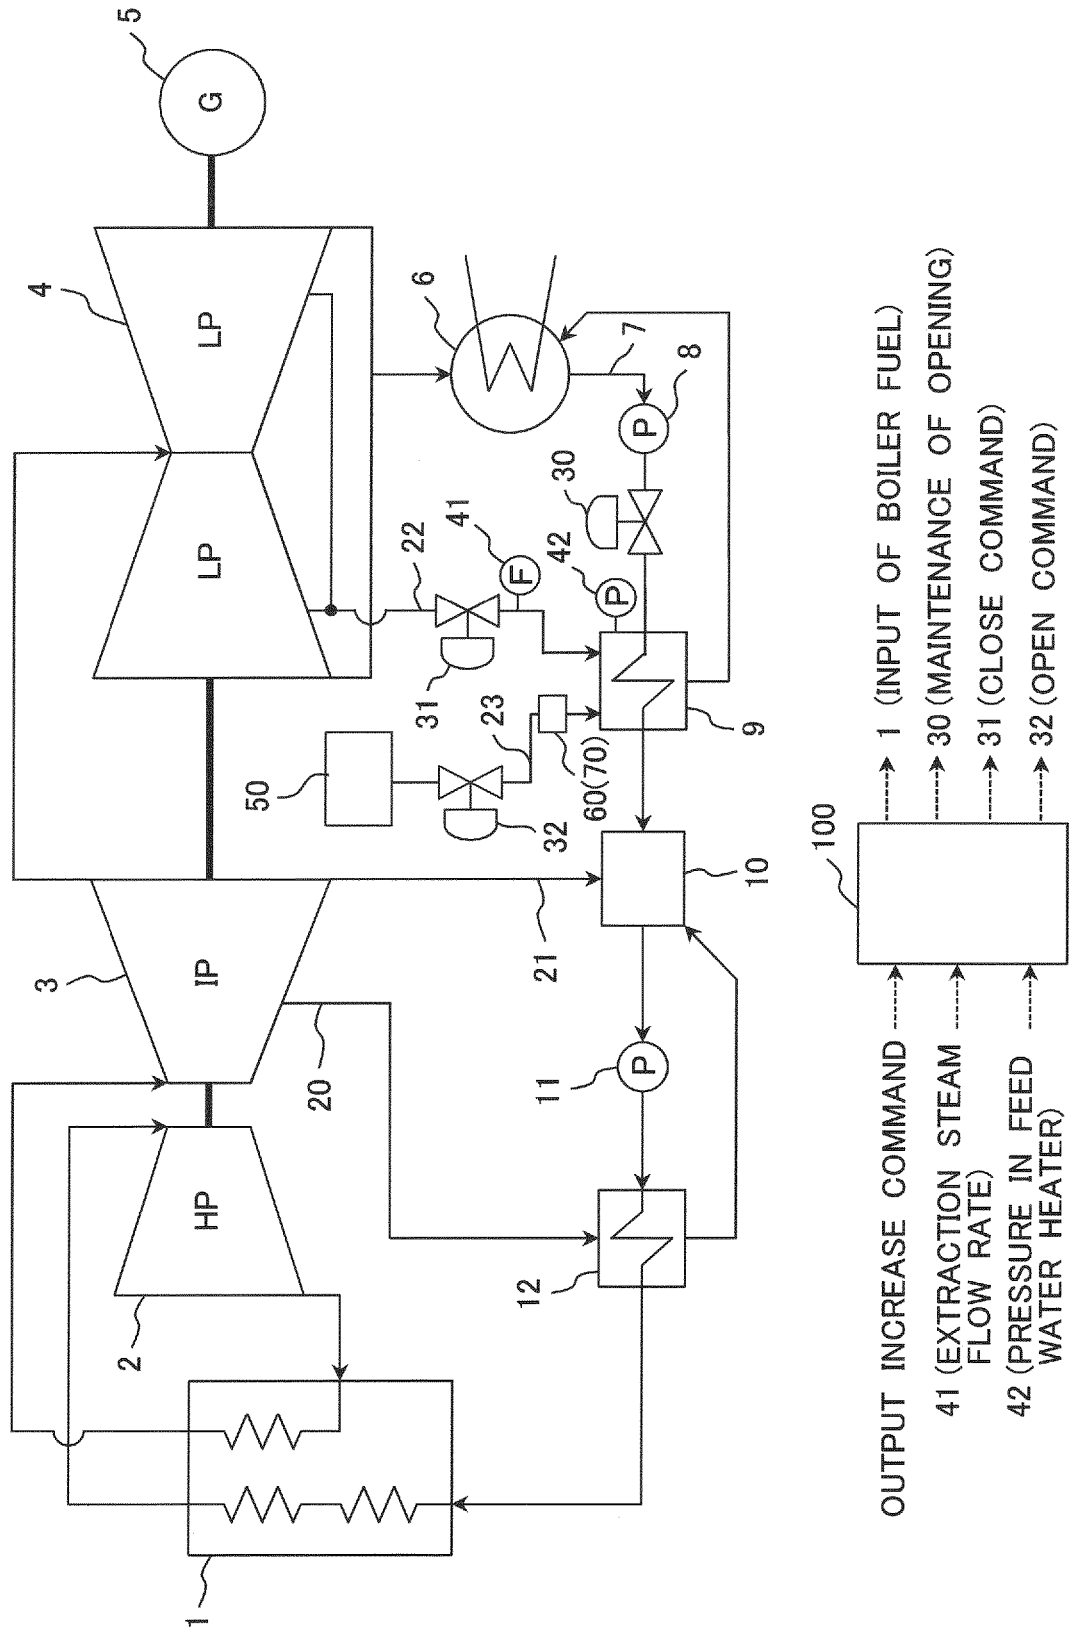 1
2
HP
3
IP
4
LP
LP
5
G
6
7
8
P
30
41
F
42
P
22
31
23
50
32
60(70)
9
10
21
20
11
P
12
100
OUTPUT INCREASE COMMAND
41 (EXTRACTION STEAM
FLOW RATE)
42 (PRESSURE IN FEED
WATER HEATER)
1 (INPUT OF BOILER FUEL)
30 (MAINTENANCE OF OPENING)
31 (CLOSE COMMAND)
32 (OPEN COMMAND)